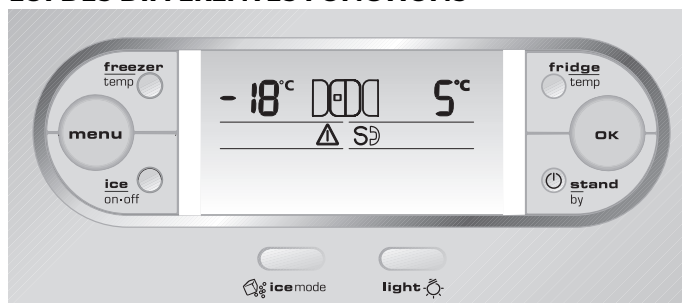 freezer
temp
menu
ice
on·off
-18°C
5°C
fridge
temp
OK
stand
by
ice mode
light